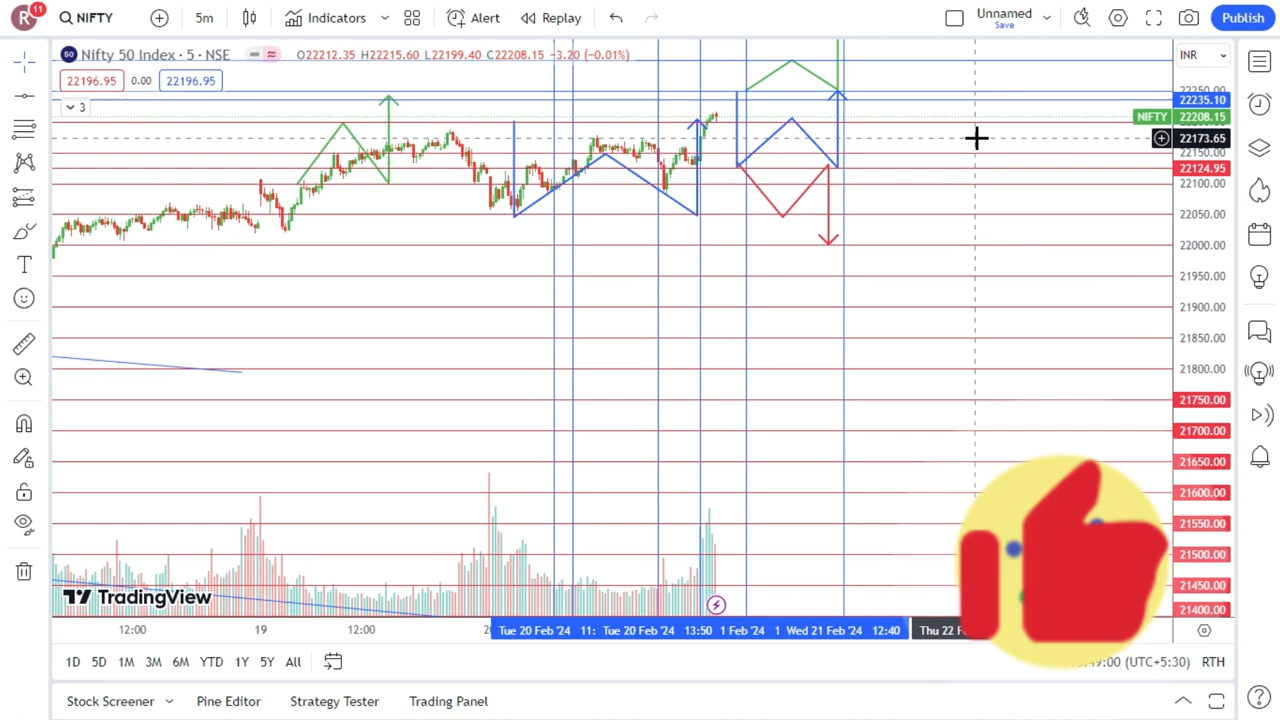 R
11
NIFTY
5m
Indicators
Alert
Replay
Unnamed
Save
Publish
50
Nifty 50 Index · 5 · NSE
O22212.35 H22215.60 L22199.40 C22208.15 −3.20 (−0.01%)
INR
22196.95
0.00
22196.95
3
22235.10
NIFTY
22208.15
22173.65
22150.00
22124.95
22100.00
22050.00
22000.00
21950.00
21900.00
21850.00
21800.00
21750.00
21700.00
21650.00
21600.00
21550.00
21500.00
21450.00
21400.00
TradingView
12:00
19
12:00
Tue 20 Feb '24
11:
Tue 20 Feb '24
13:50
1 Feb '24
1
Wed 21 Feb '24
12:40
Thu 22
1D
5D
1M
3M
6M
YTD
1Y
5Y
All
(UTC+5:30)
RTH
Stock Screener
Pine Editor
Strategy Tester
Trading Panel